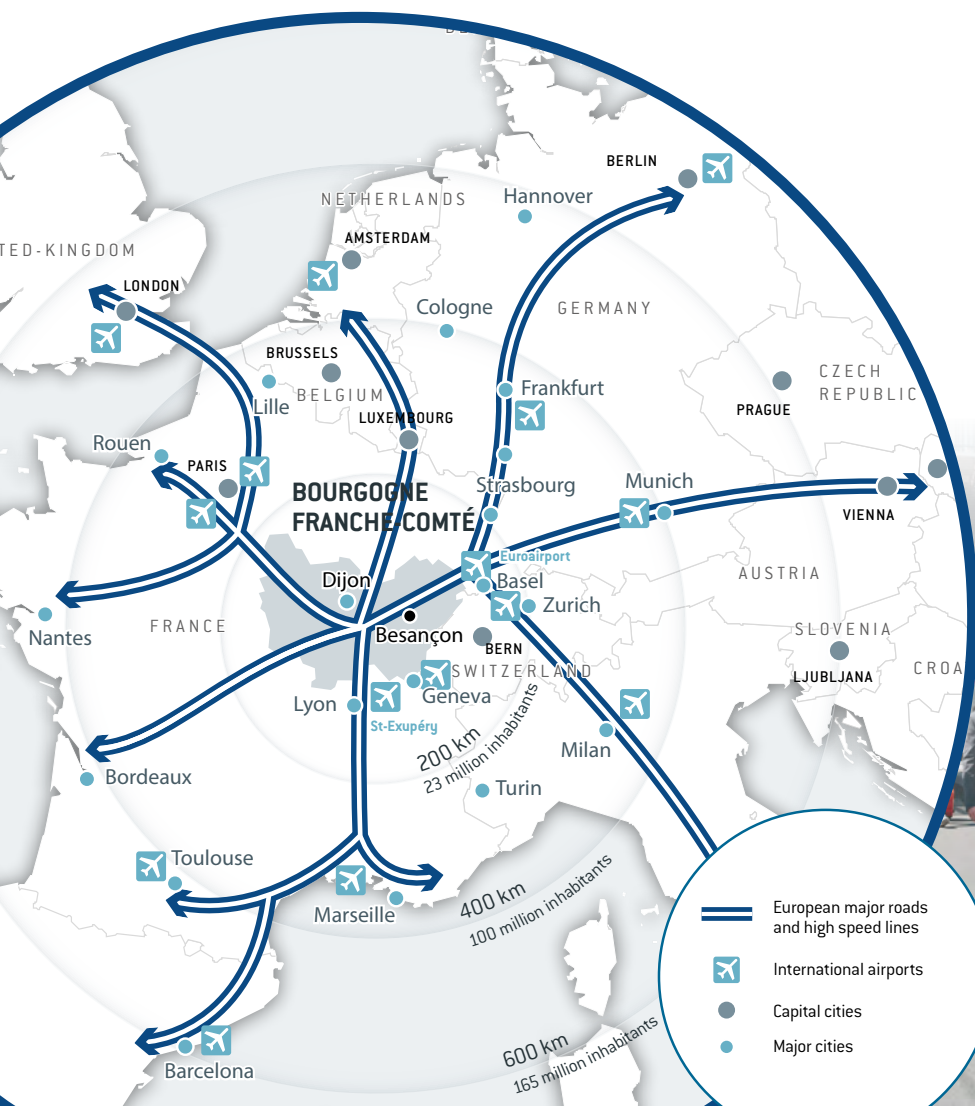 BERLIN
NETHERLANDS
Hannover
AMSTERDAM
TED-KINGDOM
LONDON
Cologne
GERMANY
BRUSSELS
BELGIUM
Lille
LUXEMBOURG
Frankfurt
CZECH
REPUBLIC
PRAGUE
Rouen
PARIS
BOURGOGNE
FRANCHE-COMTÉ
Strasbourg
Munich
VIENNA
Euroairport
Basel
Dijon
Zurich
AUSTRIA
Nantes
FRANCE
Besançon
BERN
SWITZERLAND
SLOVENIA
LJUBLJANA
CROA
Geneva
Lyon
St-Exupéry
200 km
23 million inhabitants
Milan
Bordeaux
Turin
Toulouse
Marseille
400 km
100 million inhabitants
600 km
165 million inhabitants
Barcelona
European major roads
and high speed lines
International airports
Capital cities
Major cities